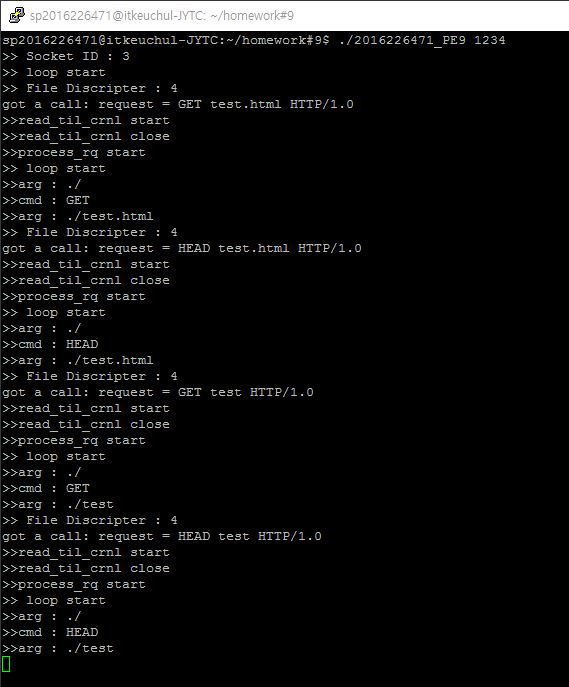 sp2016226471@itkeuchul-JYTC: ~/homework#9
sp2016226471@itkeuchul-JYTC:~/homework#9$ ./2016226471_PE9 1234
>> Socket ID : 3
>> loop start
>> File Discripter : 4
got a call: request = GET test.html HTTP/1.0
>>read_til_crnl start
>>read_til_crnl close
>>process_rq start
>> loop start
>>arg : ./
>>cmd : GET
>>arg : ./test.html
>> File Discripter : 4
got a call: request = HEAD test.html HTTP/1.0
>>read_til_crnl start
>>read_til_crnl close
>>process_rq start
>> loop start
>>arg : ./
>>cmd : HEAD
>>arg : ./test.html
>> File Discripter : 4
got a call: request = GET test HTTP/1.0
>>read_til_crnl start
>>read_til_crnl close
>>process_rq start
>> loop start
>>arg : ./
>>cmd : GET
>>arg : ./test
>> File Discripter : 4
got a call: request = HEAD test HTTP/1.0
>>read_til_crnl start
>>read_til_crnl close
>>process_rq start
>> loop start
>>arg : ./
>>cmd : HEAD
>>arg : ./test